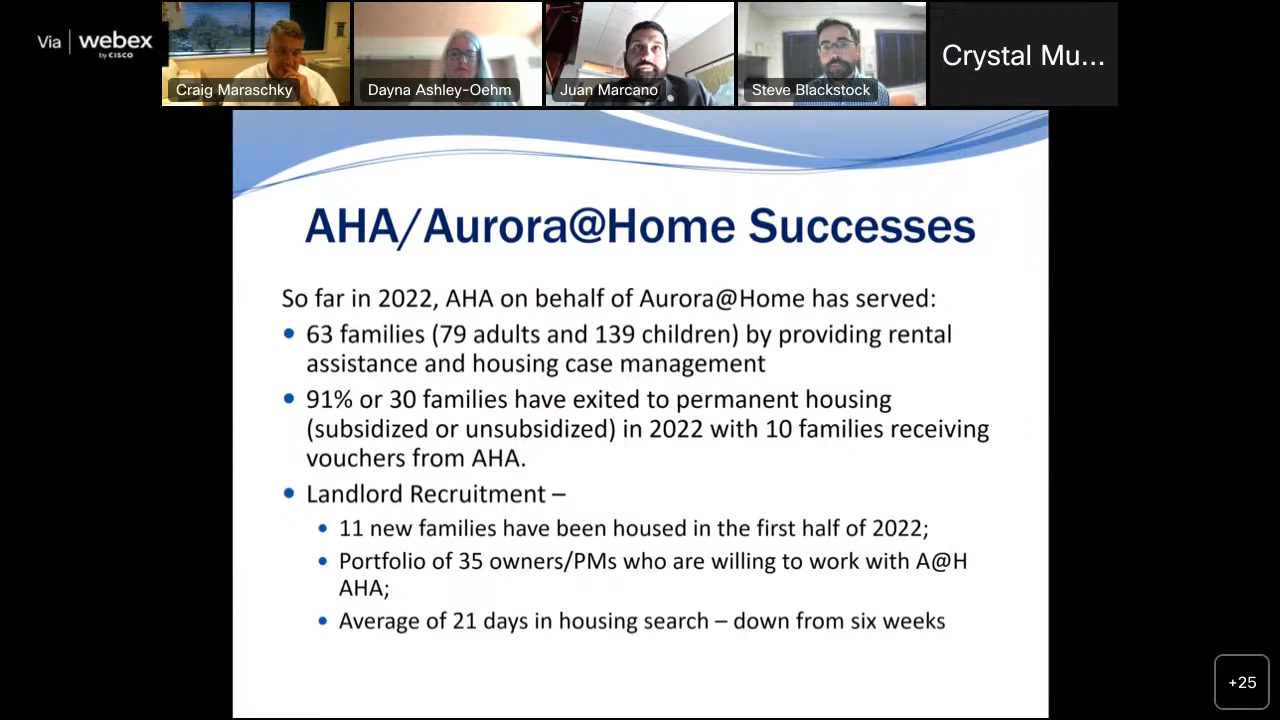 Via | webex
by CISCO
Craig Maraschky
Dayna Ashley-Oehm
Juan Marcano
Steve Blackstock
Crystal Mu...
AHA/Aurora@Home Successes
So far in 2022, AHA on behalf of Aurora@Home has served:
• 63 families (79 adults and 139 children) by providing rental
assistance and housing case management
• 91% or 30 families have exited to permanent housing
(subsidized or unsubsidized) in 2022 with 10 families receiving
vouchers from AHA.
• Landlord Recruitment –
• 11 new families have been housed in the first half of 2022;
• Portfolio of 35 owners/PMs who are willing to work with A@H
AHA;
• Average of 21 days in housing search – down from six weeks
+25